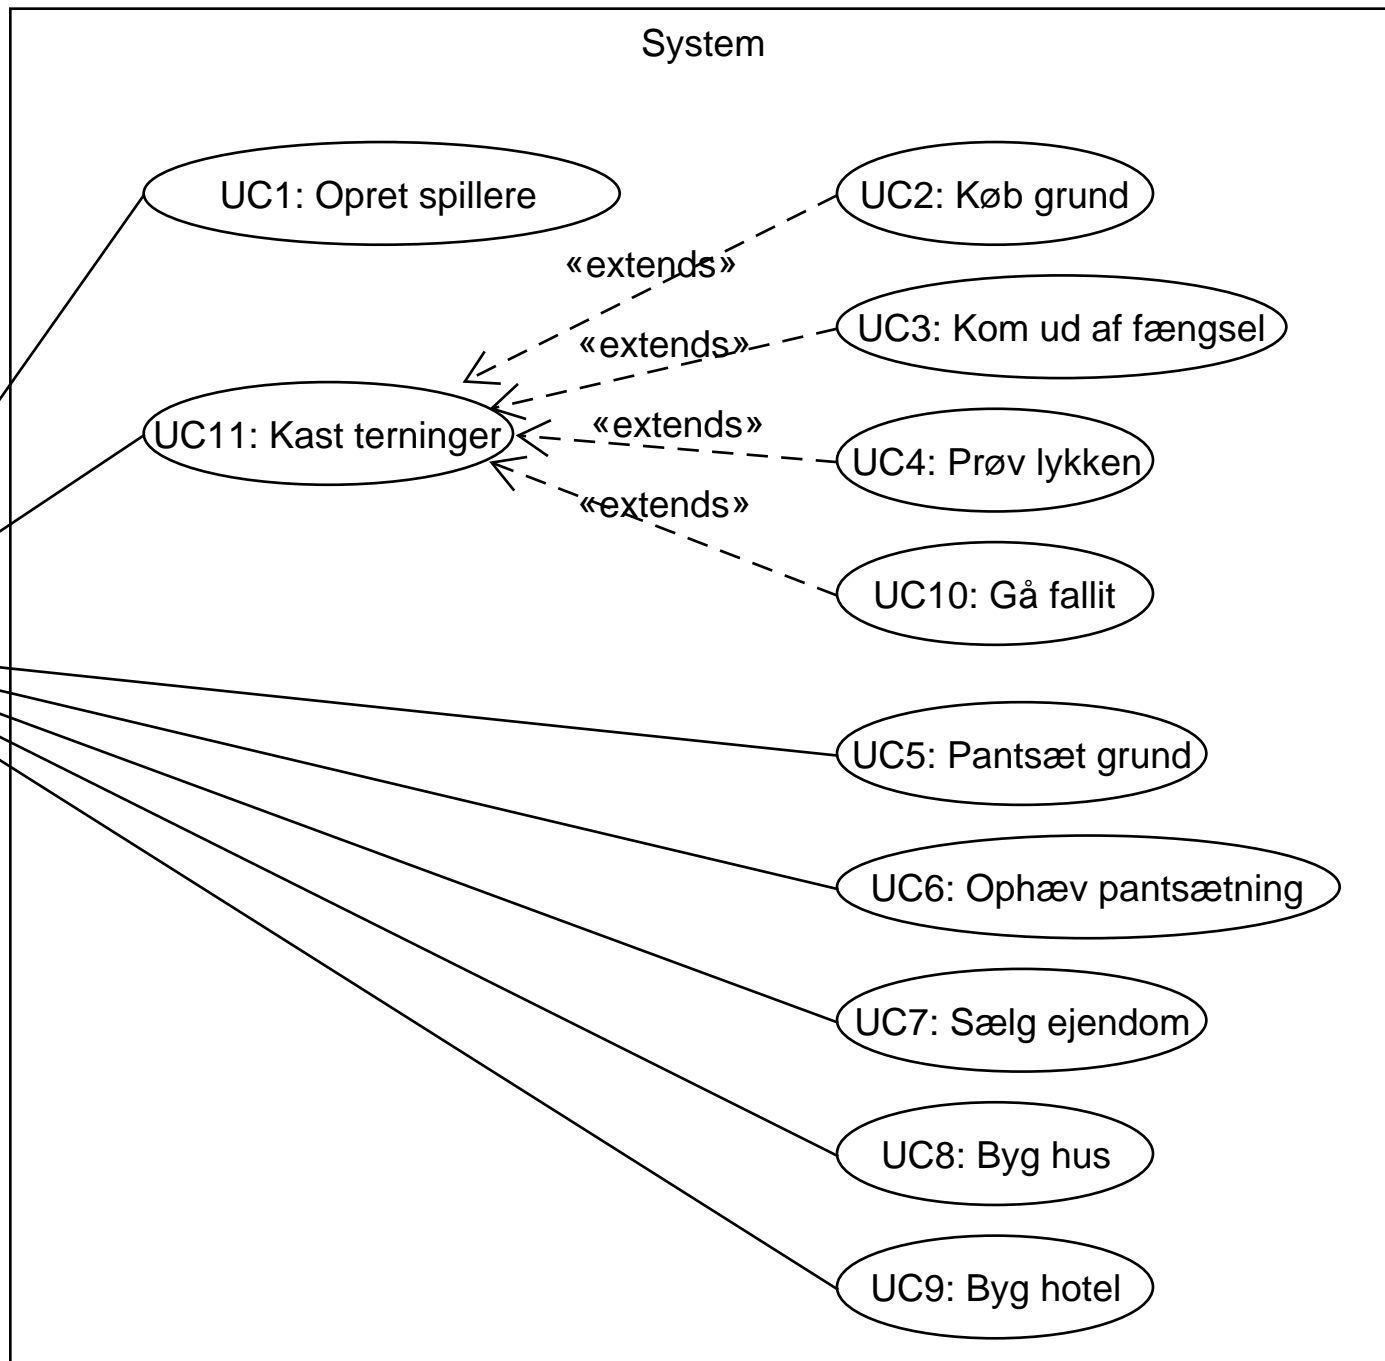 System
UC1: Opret spillere
UC2: Køb grund
«extends»
UC3: Kom ud af fængsel
«extends»
UC11: Kast terninger
«extends»
UC4: Prøv lykken
«extends»
UC10: Gå fallit
UC5: Pantsæt grund
UC6: Ophæv pantsætning
UC7: Sælg ejendom
UC8: Byg hus
UC9: Byg hotel